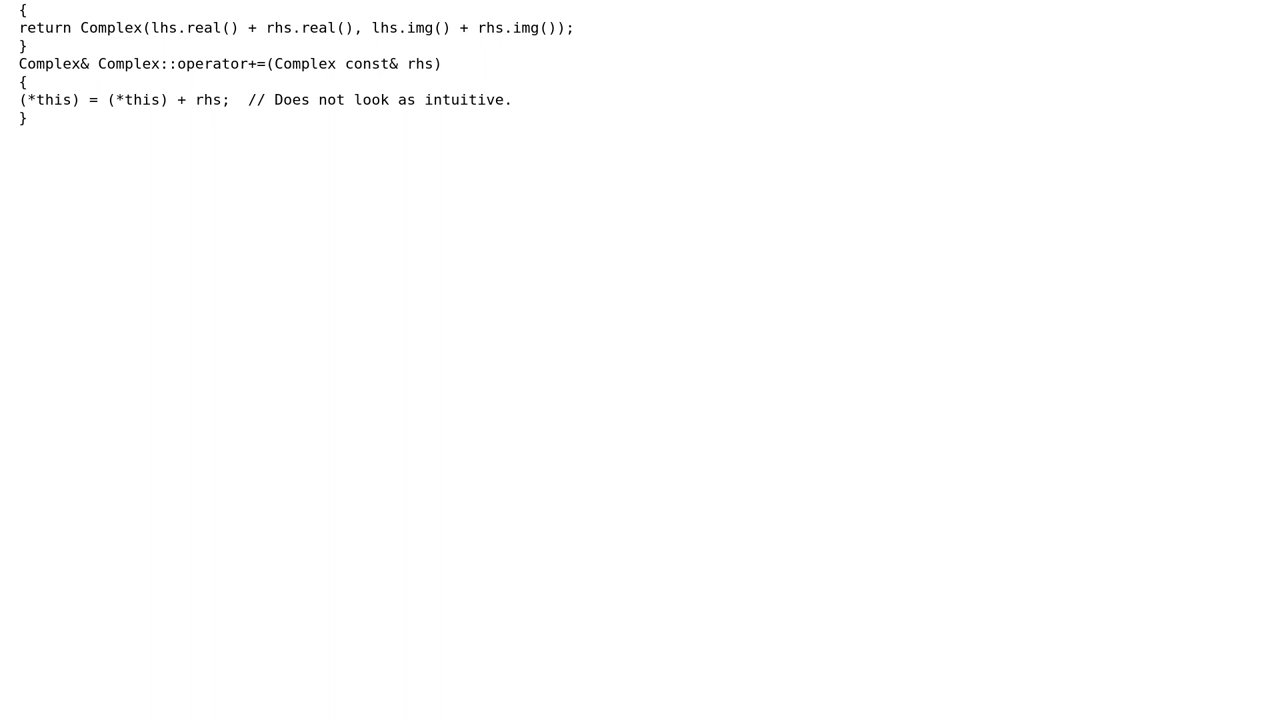 {
return Complex(lhs.real() + rhs.real(), lhs.img() + rhs.img());
}
Complex& Complex::operator+=(Complex const& rhs)
{
(*this) = (*this) + rhs;  // Does not look as intuitive.
}